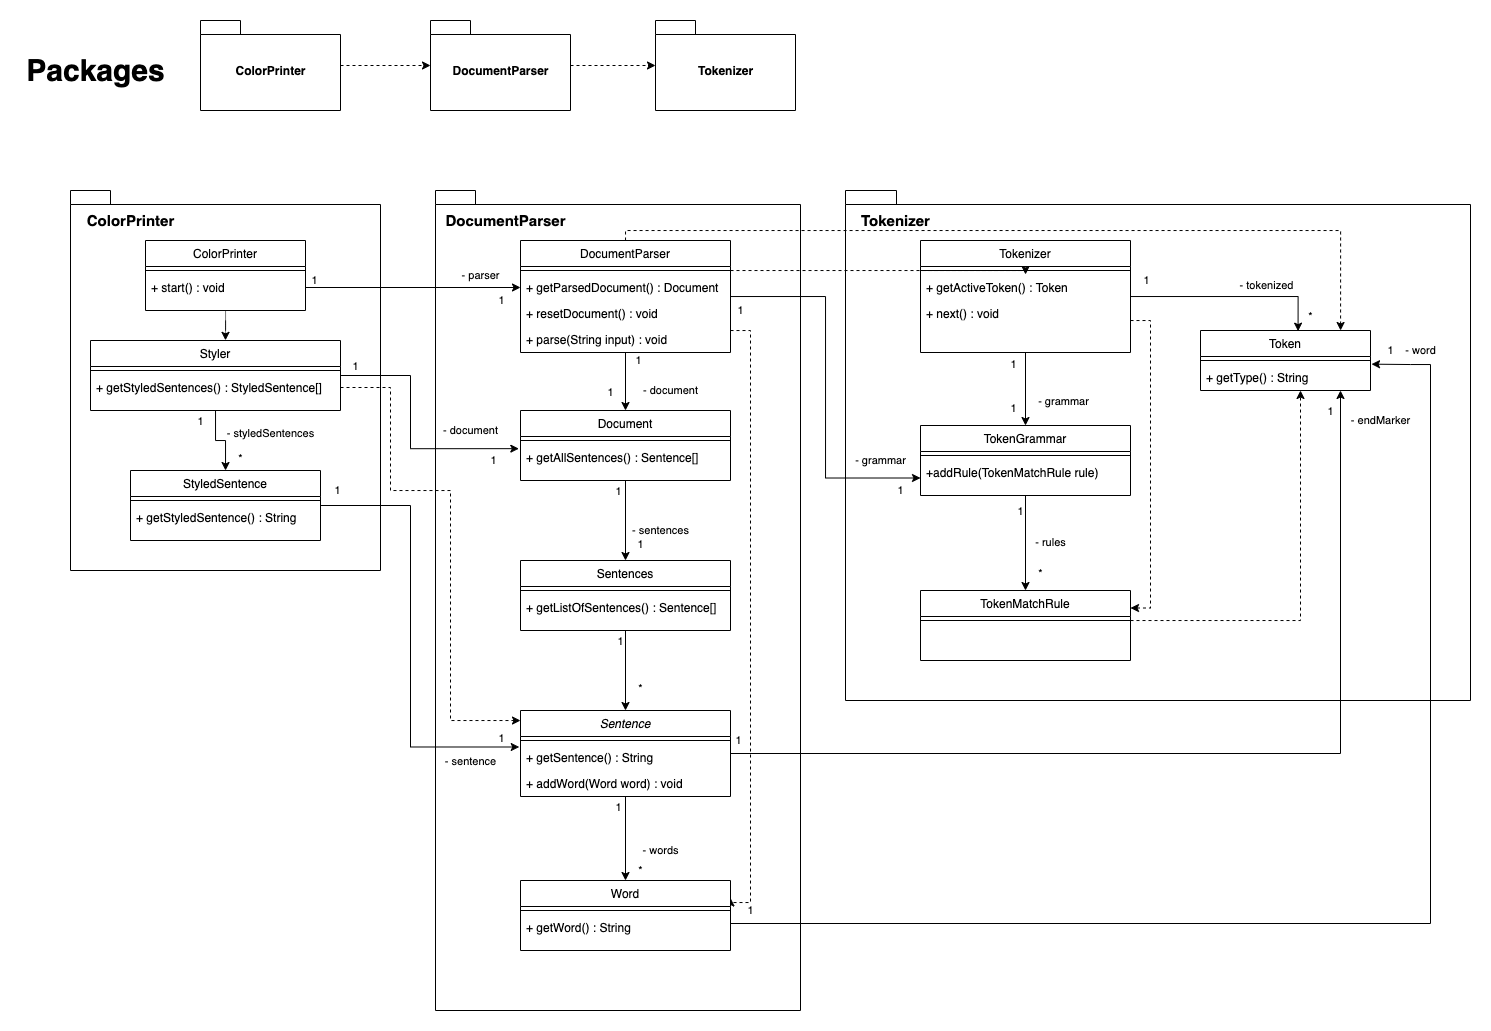 Packages
ColorPrinter
DocumentParser
Tokenizer
ColorPrinter
ColorPrinter
+ start() : void
1
Styler
+ getStyledSentences() : StyledSentence[]
1
1
- styledSentences
*
StyledSentence
+ getStyledSentence() : String
1
- parser
1
- document
1
1
- sentence
DocumentParser
DocumentParser
+ getParsedDocument() : Document
+ resetDocument() : void
+ parse(String input) : void
1
1
1
- document
Document
+ getAllSentences() : Sentence[]
1
- sentences
1
Sentences
+ getListOfSentences() : Sentence[]
1
*
Sentence
+ getSentence() : String
+ addWord(Word word) : void
1
1
- words
*
Word
+ getWord() : String
1
Tokenizer
Tokenizer
+ getActiveToken() : Token
+ next() : void
1
- tokenized
*
1
- grammar
1
- grammar
1
TokenGrammar
+addRule(TokenMatchRule rule)
1
- rules
*
TokenMatchRule
Token
+ getType() : String
1 - word
1
- endMarker